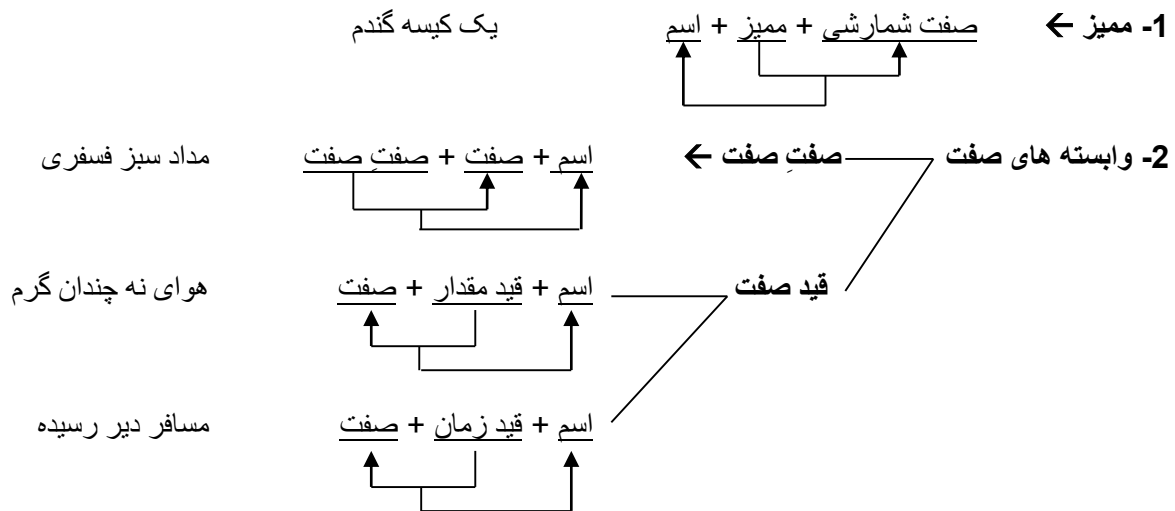 1- ممیز ← صفت شمارشی + ممیز + اسم یک کیسه گندم
2- وابسته های صفت صفتِ صفت ← اسم + صفت + صفتِ صفت مداد سبز فسفری
قید صفت اسم + قید مقدار + صفت هوای نه چندان گرم
اسم + قید زمان + صفت مسافر دیر رسیده